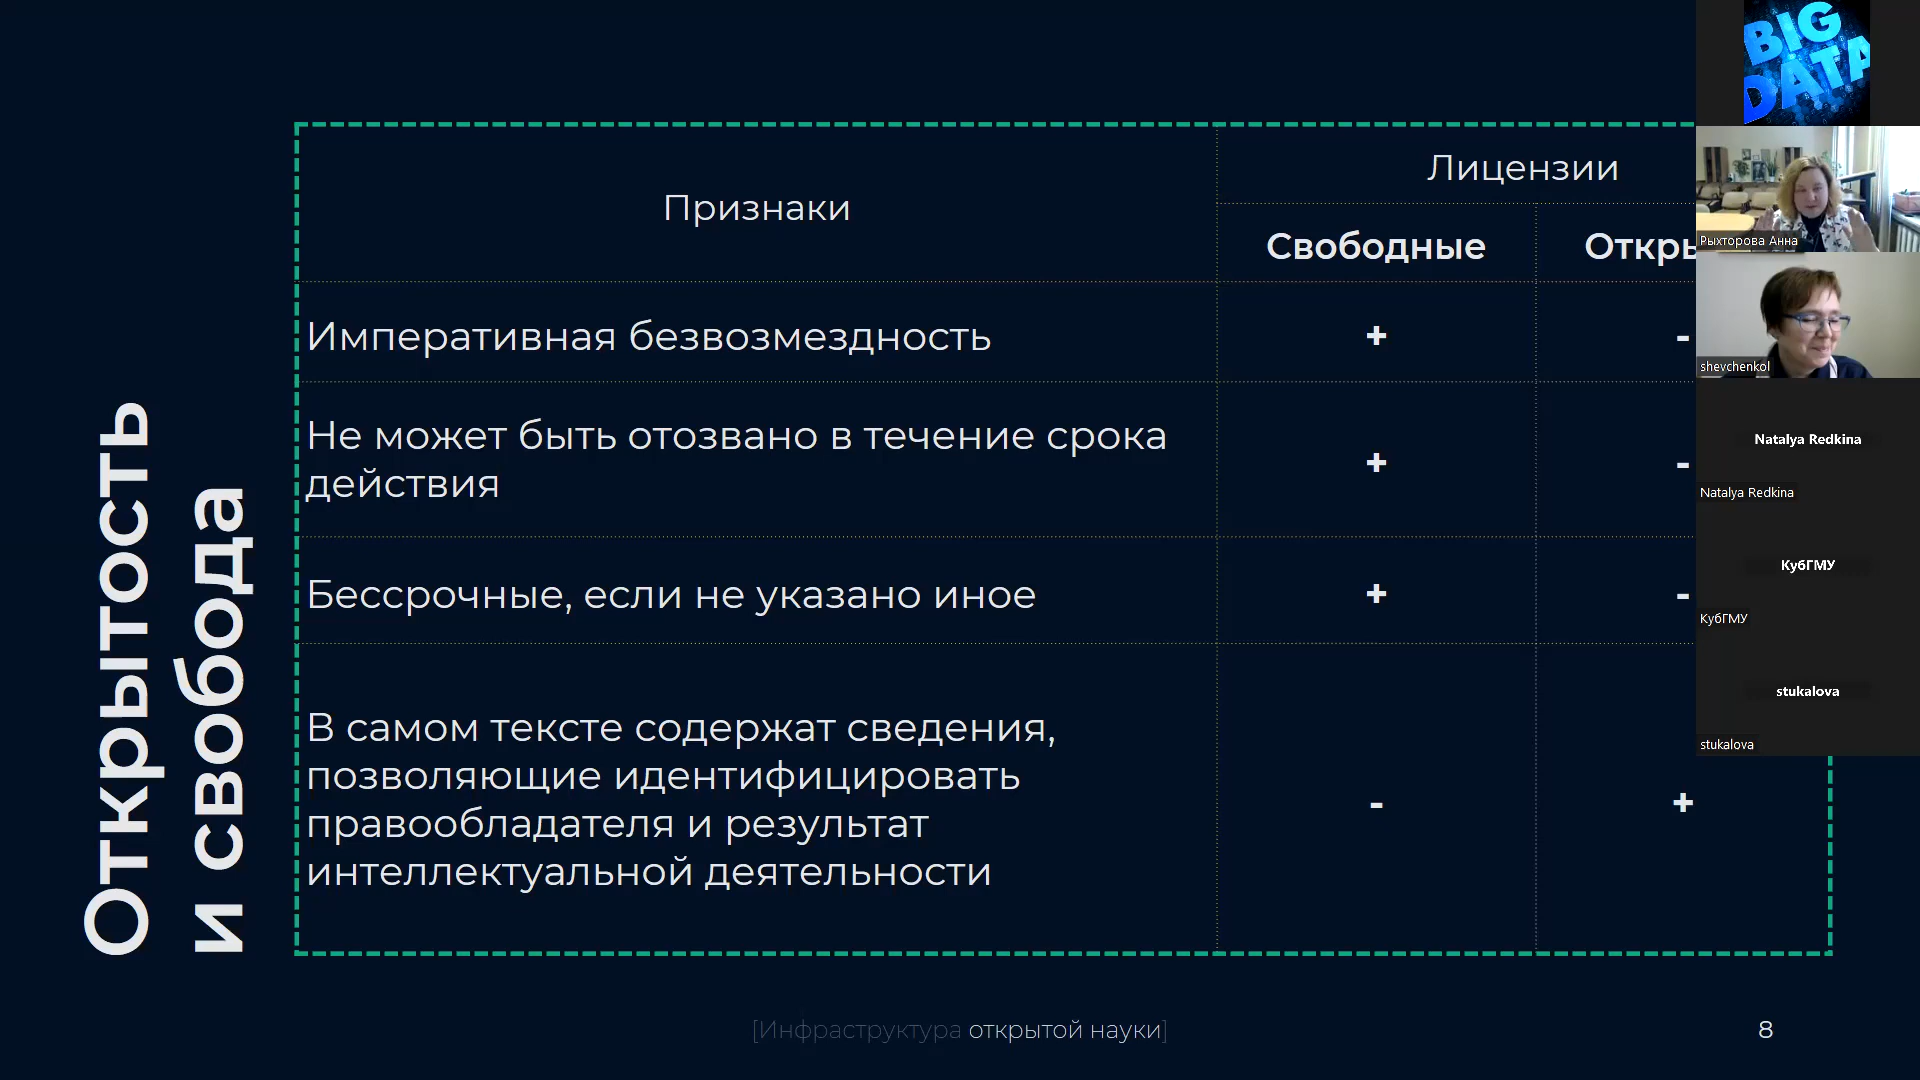 Открытость
и свобода
Признаки
Лицензии
Свободные
Откры
Императивная безвозмездность
+
-
Не может быть отозвано в течение срока
действия
+
-
Бессрочные, если не указано иное
+
-
В самом тексте содержат сведения,
позволяющие идентифицировать
правообладателя и результат
интеллектуальной деятельности
-
+
[Инфраструктура открытой науки]
8
BIG
DATA
Рыхторова Анна
shevchenkol
Natalya Redkina
Natalya Redkina
КубГМУ
КубГМУ
stukalova
stukalova